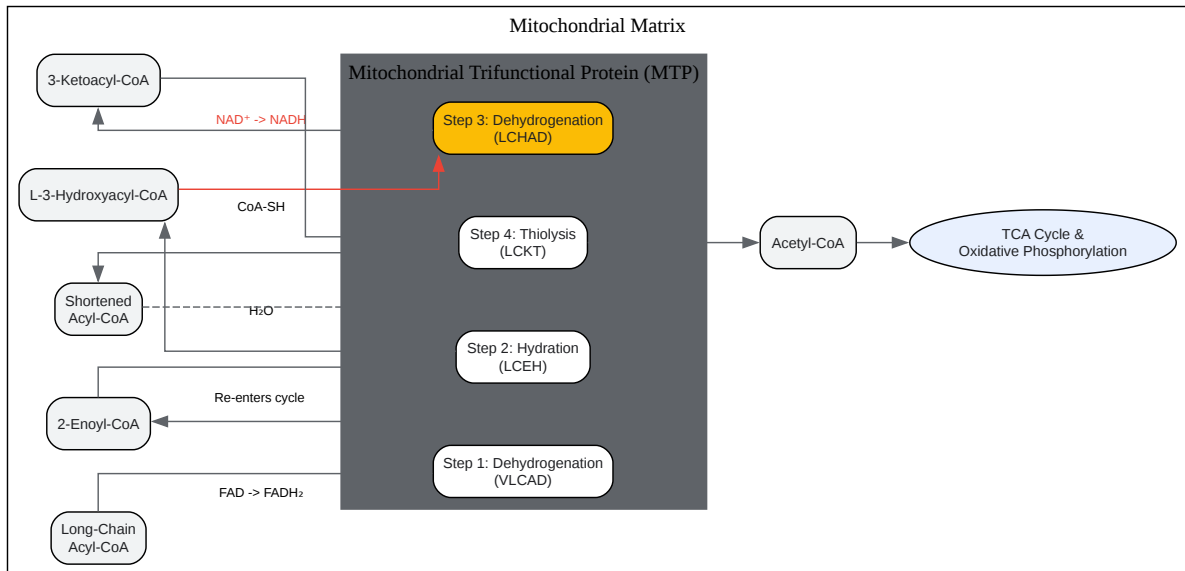 Mitochondrial Matrix
Mitochondrial Trifunctional Protein (MTP)
3-Ketoacyl-CoA
NAD⁺ -> NADH
Step 3: Dehydrogenation
(LCHAD)
L-3-Hydroxyacyl-CoA
CoA-SH
Step 4: Thiolysis
(LCKT)
Acetyl-CoA
TCA Cycle &
Oxidative Phosphorylation
Shortened
Acyl-CoA
H₂O
Step 2: Hydration
(LCEH)
Re-enters cycle
2-Enoyl-CoA
Step 1: Dehydrogenation
(VLCAD)
FAD -> FADH₂
Long-Chain
Acyl-CoA